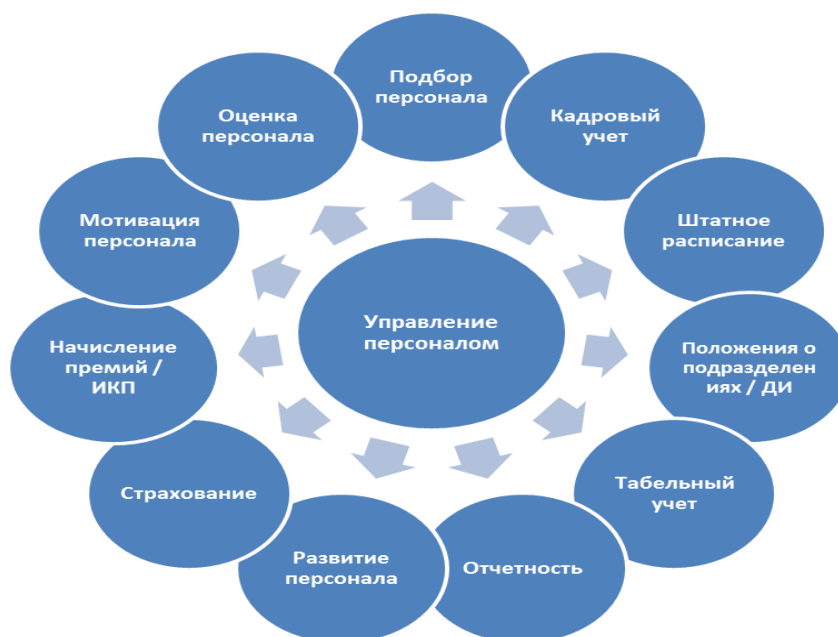 Подбор
персонала
Кадровый
учет
Штатное
расписание
Положения о
подразделен
иях / ДИ
Табельный
учет
Отчетность
Развитие
персонала
Страхование
Начисление
премий /
ИКП
Мотивация
персонала
Оценка
персонала
Управление
персоналом